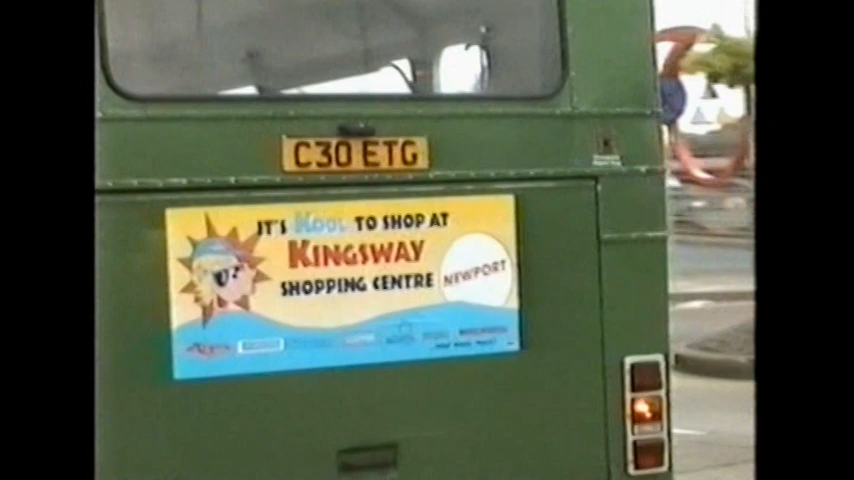 C30 ETG
IT'S KOOL TO SHOP AT
KINGSWAY
SHOPPING CENTRE
NEWPORT